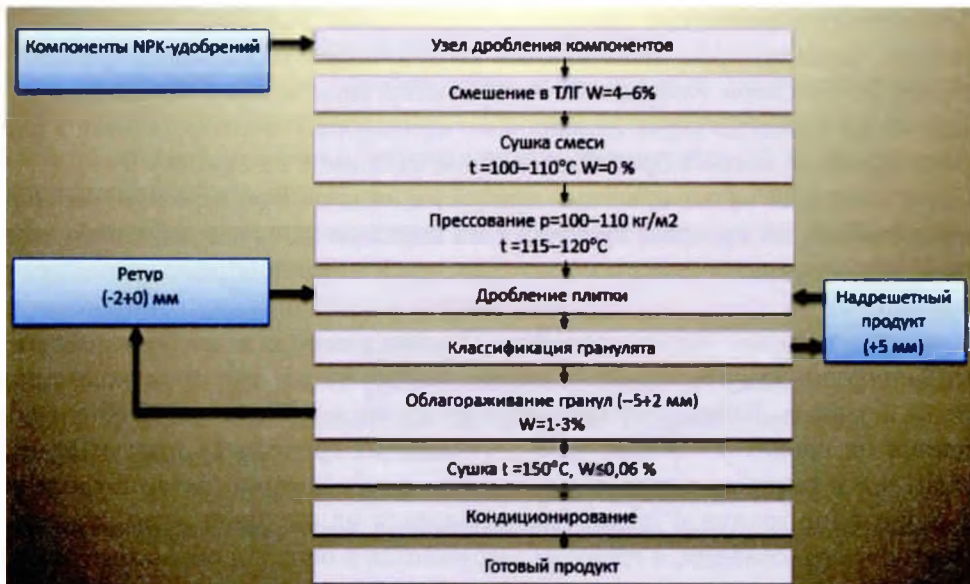 Компоненты NPK-удобрений
Узел дробления компонентов
Смешение в ТЛГ W=4–6%
Сушка смеси
t =100–110°C W=0 %
Прессование p=100–110 кг/м2
t =115–120°C
Ретур
(-2+0) мм
Дробление плитки
Надрешетный
продукт
(+5 мм)
Классификация гранулята
Облагораживание гранул (–5+2 мм)
W=1-3%
Сушка t =150°C, W≤0,06 %
Кондиционирование
Готовый продукт